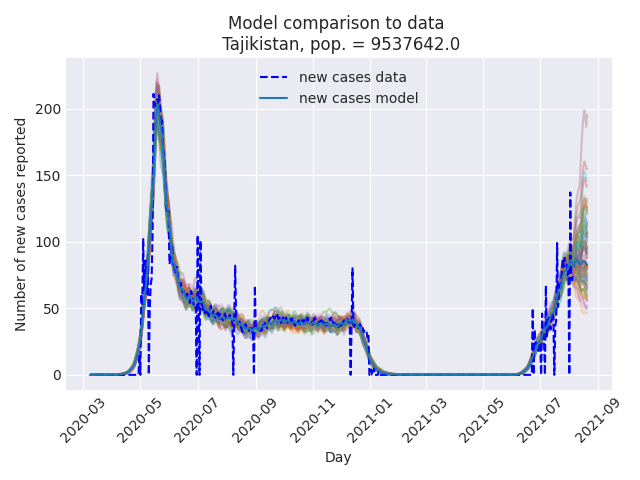 Model comparison to data
Tajikistan, pop. = 9537642.0
new cases data
new cases model
Number of new cases reported
200
150
100
50
0
2020-03
2020-05
2020-07
2020-09
2020-11
2021-01
2021-03
2021-05
2021-07
2021-09
Day